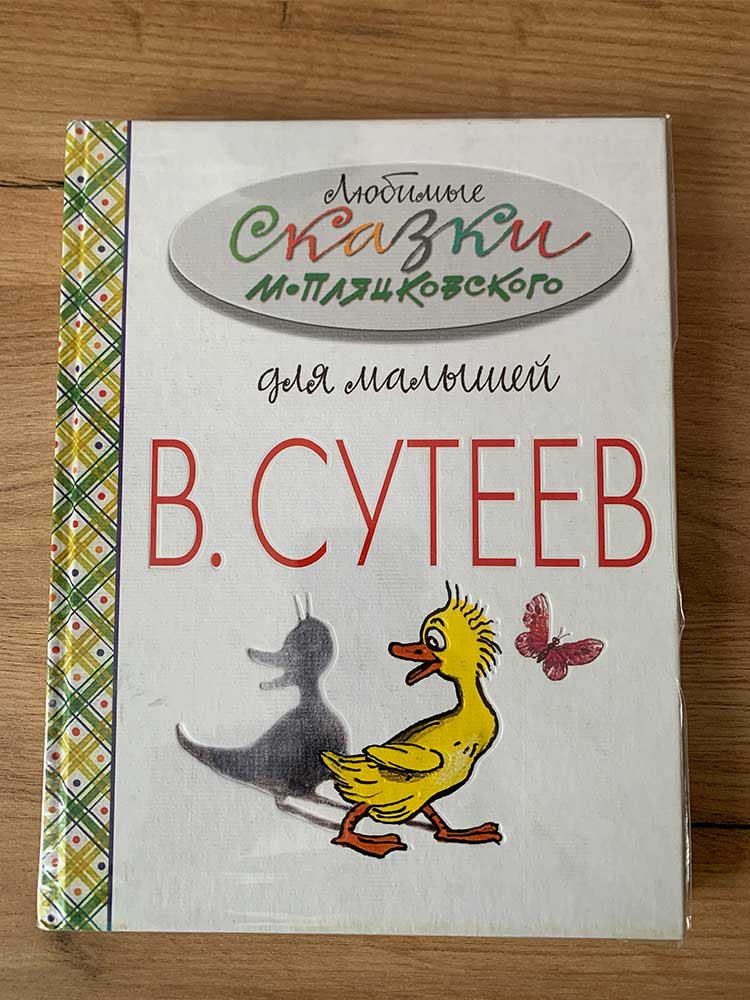 Любимые
Сказки
М•Пляцковского
для малышей
В. СУТЕЕВ